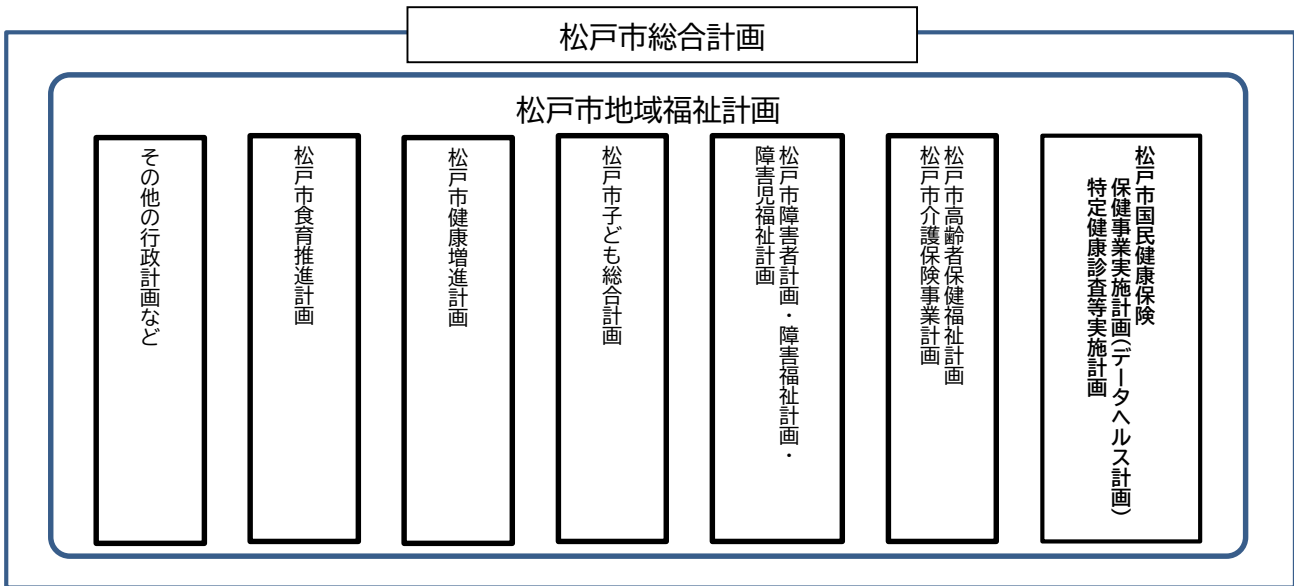 松戸市総合計画
松戸市地域福祉計画
松戸市国民健康保険
保健事業実施計画(データヘルス計画)
特定健康診査等実施計画
松戸市高齢者保健福祉計画
松戸市介護保険事業計画
松戸市障害者計画・障害福祉計画・
障害児福祉計画
松戸市子ども総合計画
松戸市健康増進計画
松戸市食育推進計画
その他の行政計画など